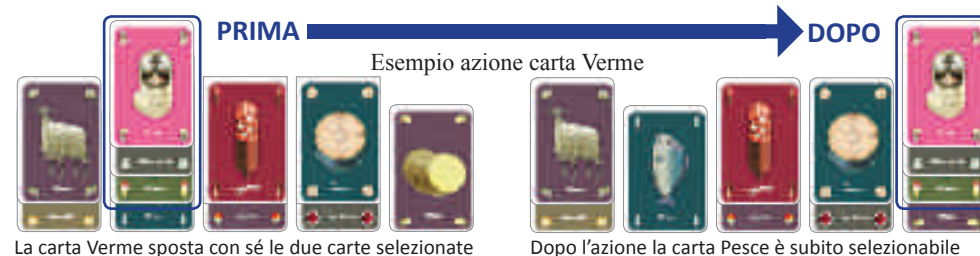 PRIMA
DOPO
Esempio azione carta Verme
La carta Verme sposta con sé le due carte selezionate
Dopo l'azione la carta Pesce è subito selezionabile